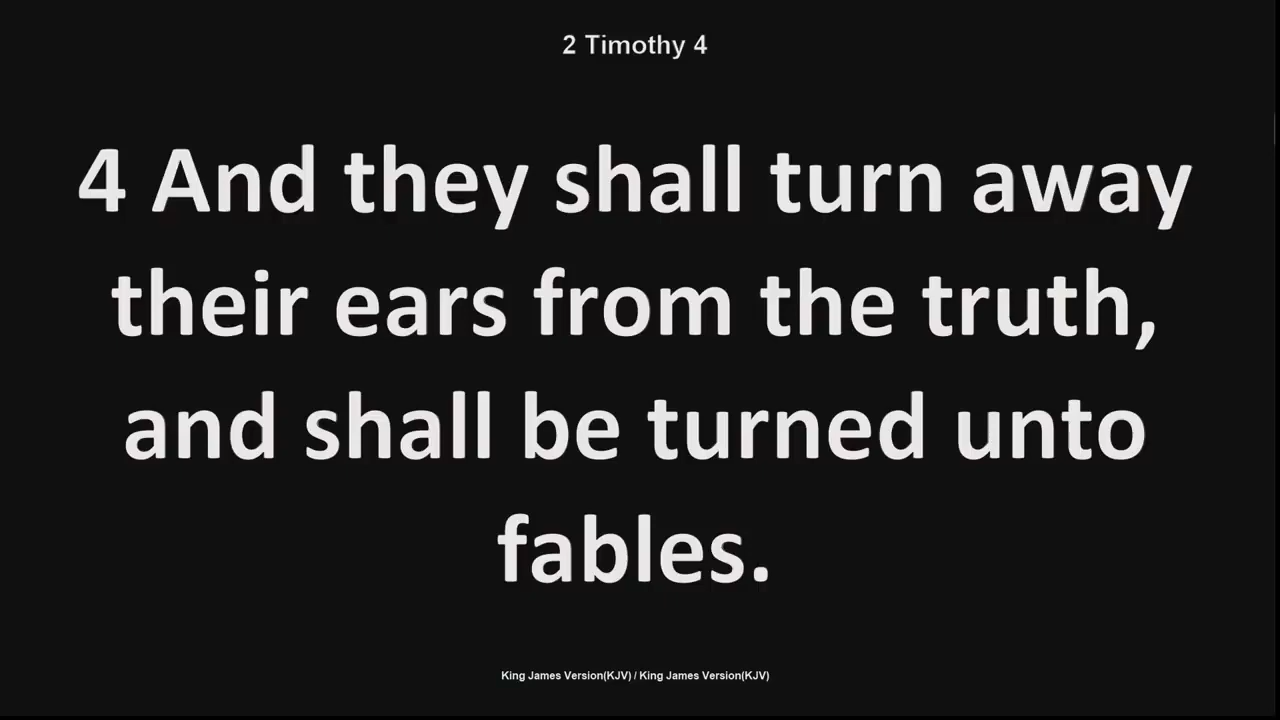 2 Timothy 4
4 And they shall turn away
their ears from the truth,
and shall be turned unto
fables.
King James Version(KJV) / King James Version(KJV)